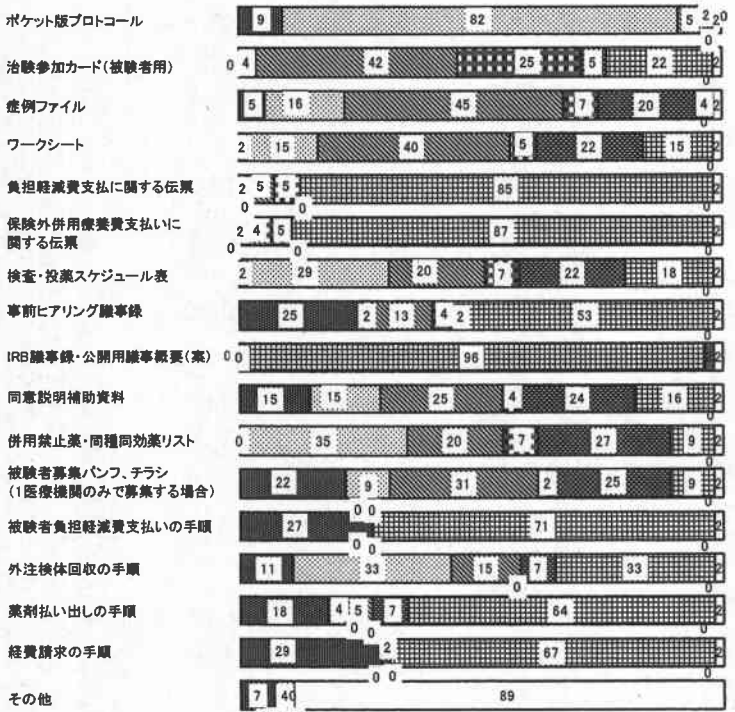 ポケット版プロトコール 9 82 5 2 2 0 0
治験参加カード(被験者用) 0 4 42 25 5 22 2
症例ファイル 5 16 45 7 20 4 2 0
ワークシート 2 15 40 5 22 15 2 0
負担軽減費支払に関する伝票 2 5 5 85 2 0 0
保険外併用療養費支払いに
関する伝票 0 2 4 5 87 2 0
検査・投薬スケジュール表 2 29 20 7 22 18 2 0
事前ヒアリング議事録 25 2 13 4 2 53 2
IRB議事録・公開用議事概要(案) 0 0 96 2
同意説明補助資料 15 15 25 4 24 16 2 0
併用禁止薬・同種同効薬リスト 0 35 20 7 27 9 2 0
被験者募集パンフ、チラシ
(1医療機関のみで募集する場合) 22 9 31 2 25 9 2 0
被験者負担軽減費支払いの手順 27 0 0 0 0 71 2 0
外注検体回収の手順 11 33 15 0 7 33 2 0
薬剤払い出しの手順 18 4 5 7 0 0 64 2 0
経費請求の手順 29 2 0 0 67 2 0
その他 7 4 0 89